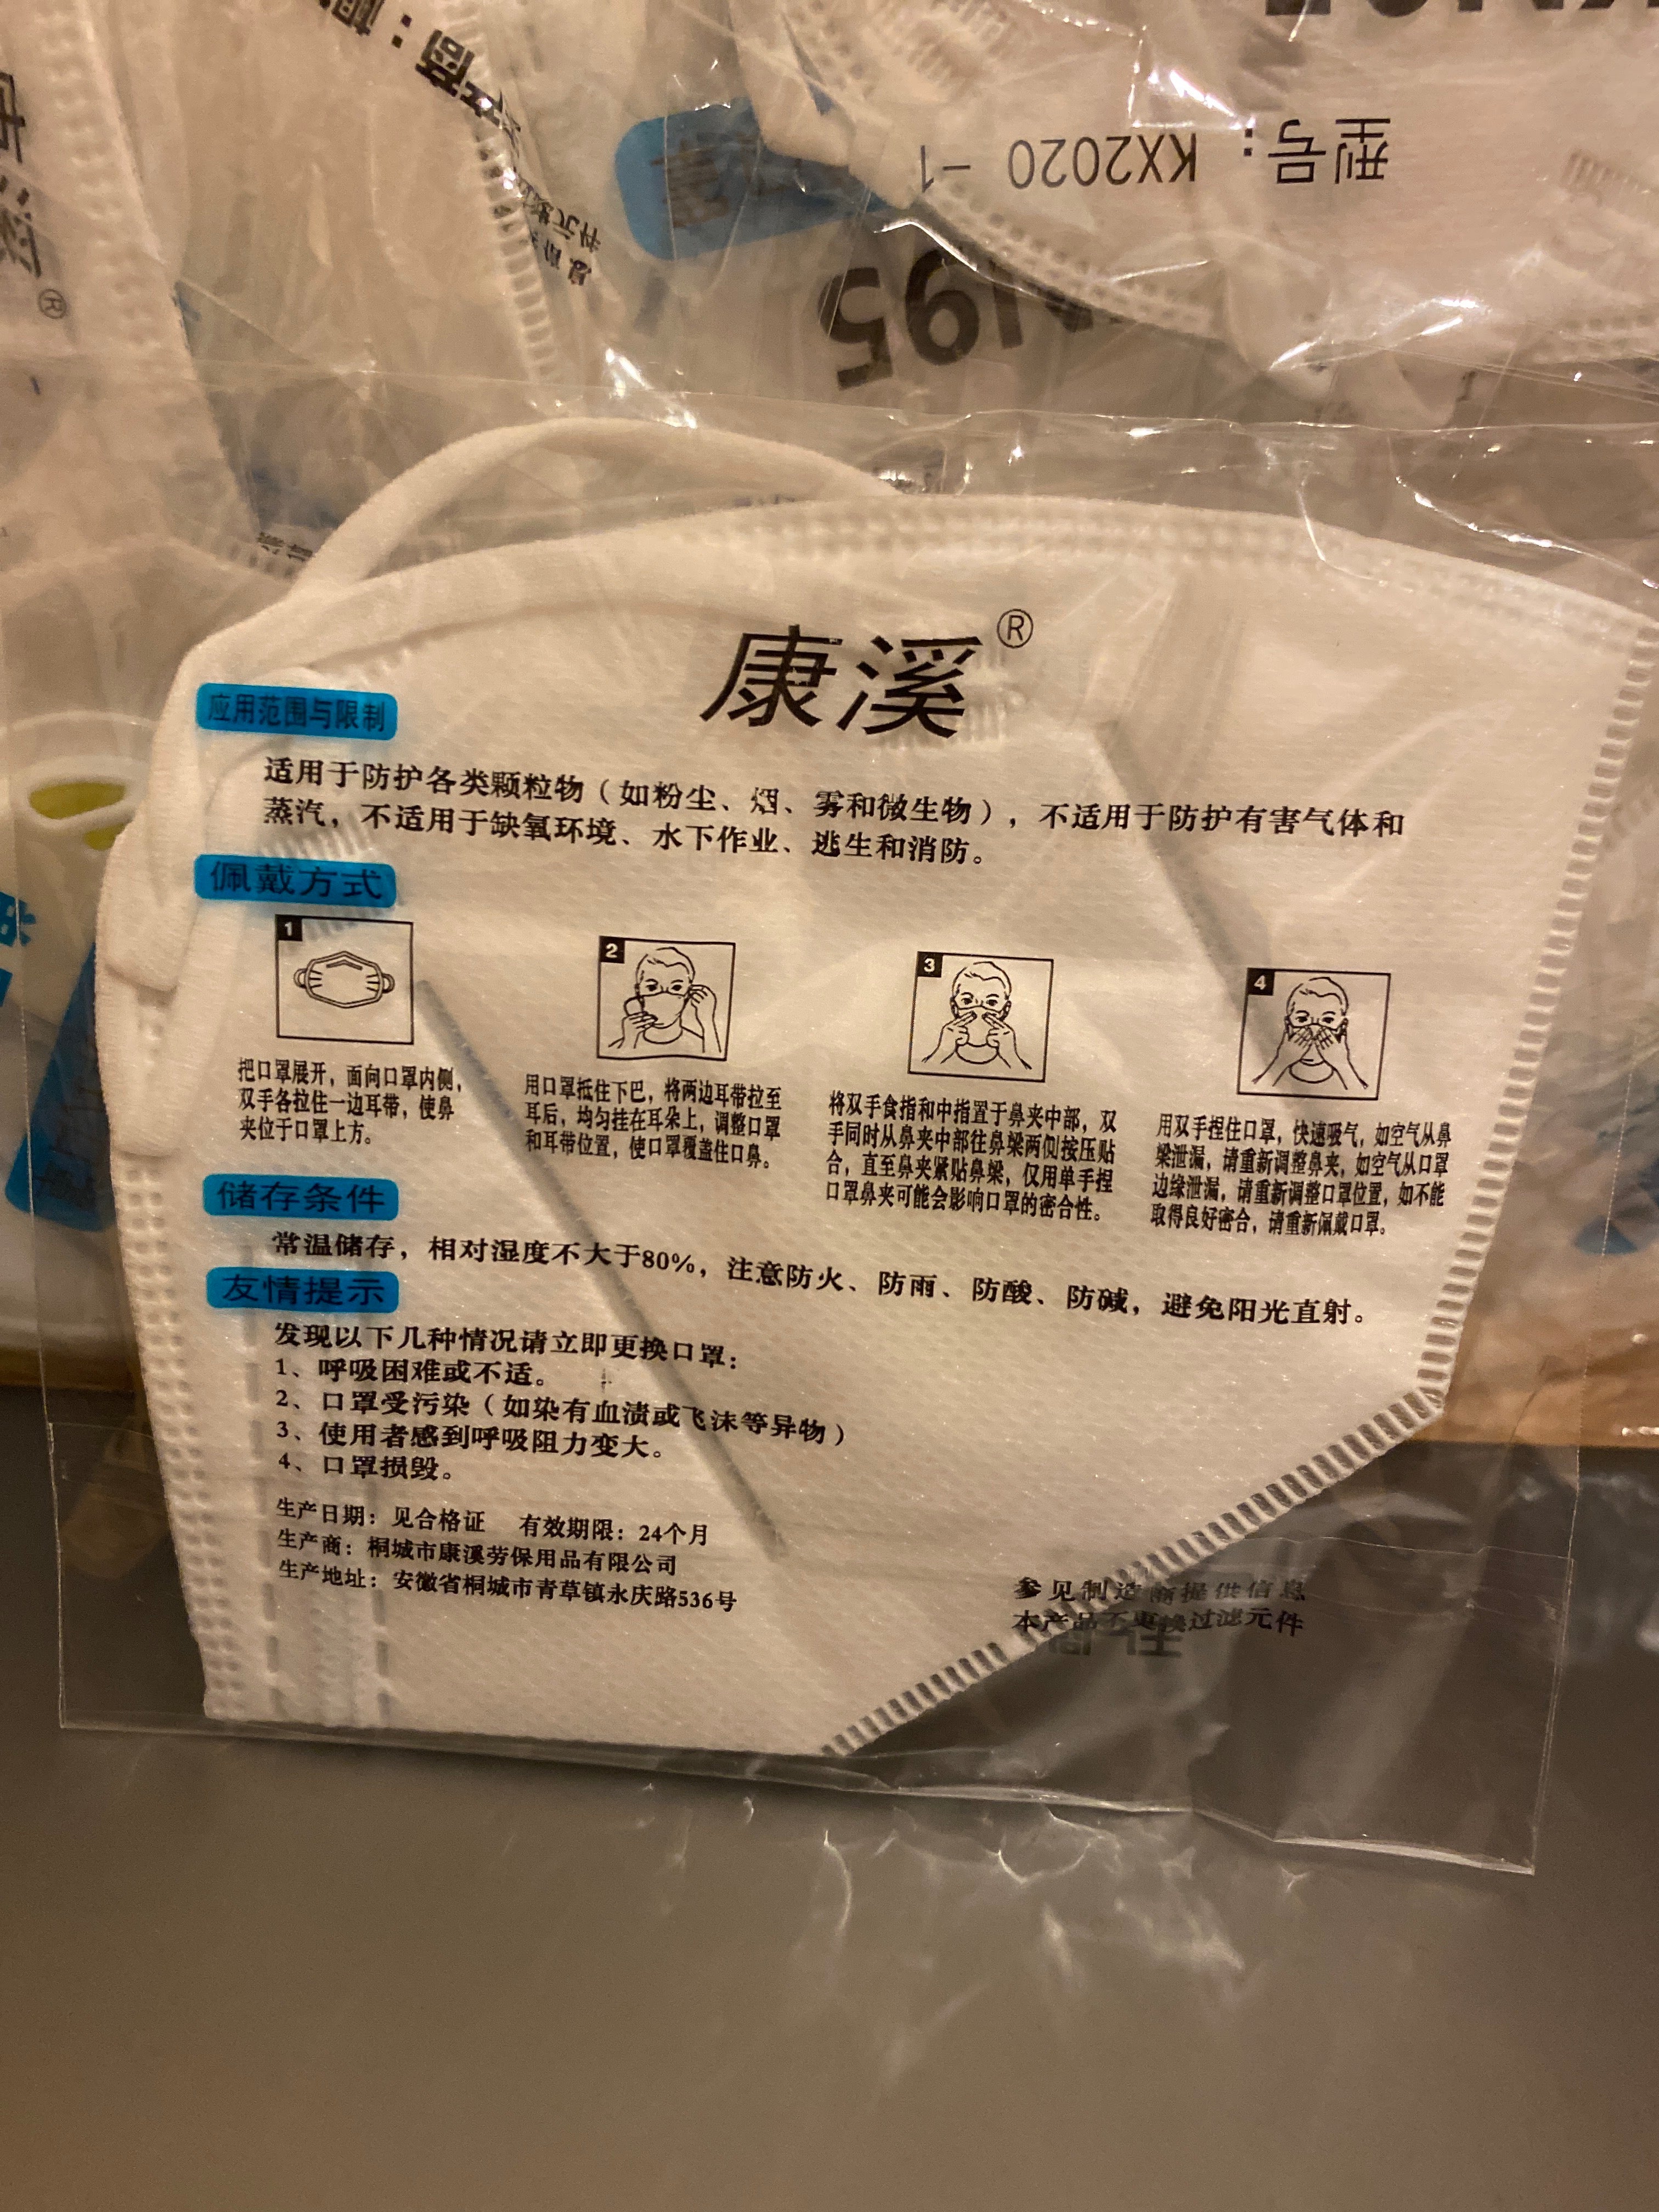 型号：KX2020 -1
KN95
康溪®
应用范围与限制
适用于防护各类颗粒物（如粉尘、烟、雾和微生物），不适用于防护有害气体和
蒸汽，不适用于缺氧环境、水下作业、逃生和消防。
佩戴方式
1
2
3
4
把口罩展开，面向口罩内侧，
双手各拉住一边耳带，使鼻
夹位于口罩上方。
用口罩抵住下巴，将两边耳带拉至
耳后，均匀挂在耳朵上，调整口罩
和耳带位置，使口罩覆盖住口鼻。
将双手食指和中指置于鼻夹中部，双
手同时从鼻夹中部往鼻梁两侧按压贴
合，直至鼻夹紧贴鼻梁，仅用单手捏
口罩鼻夹可能会影响口罩的密合性。
用双手捏住口罩，快速吸气，如空气从鼻
梁泄漏，请重新调整鼻夹，如空气从口罩
边缘泄漏，请重新调整口罩位置，如不能
取得良好密合，请重新佩戴口罩。
储存条件
常温储存，相对湿度不大于80%，注意防火、防雨、防酸、防碱，避免阳光直射。
友情提示
发现以下几种情况请立即更换口罩：
1、呼吸困难或不适。
2、口罩受污染（如染有血渍或飞沫等异物）
3、使用者感到呼吸阻力变大。
4、口罩损毁。
生产日期：见合格证 有效期限：24个月
生产商：桐城市康溪劳保用品有限公司
生产地址：安徽省桐城市青草镇永庆路536号
参见制造商提供信息
本产品不更换过滤元件